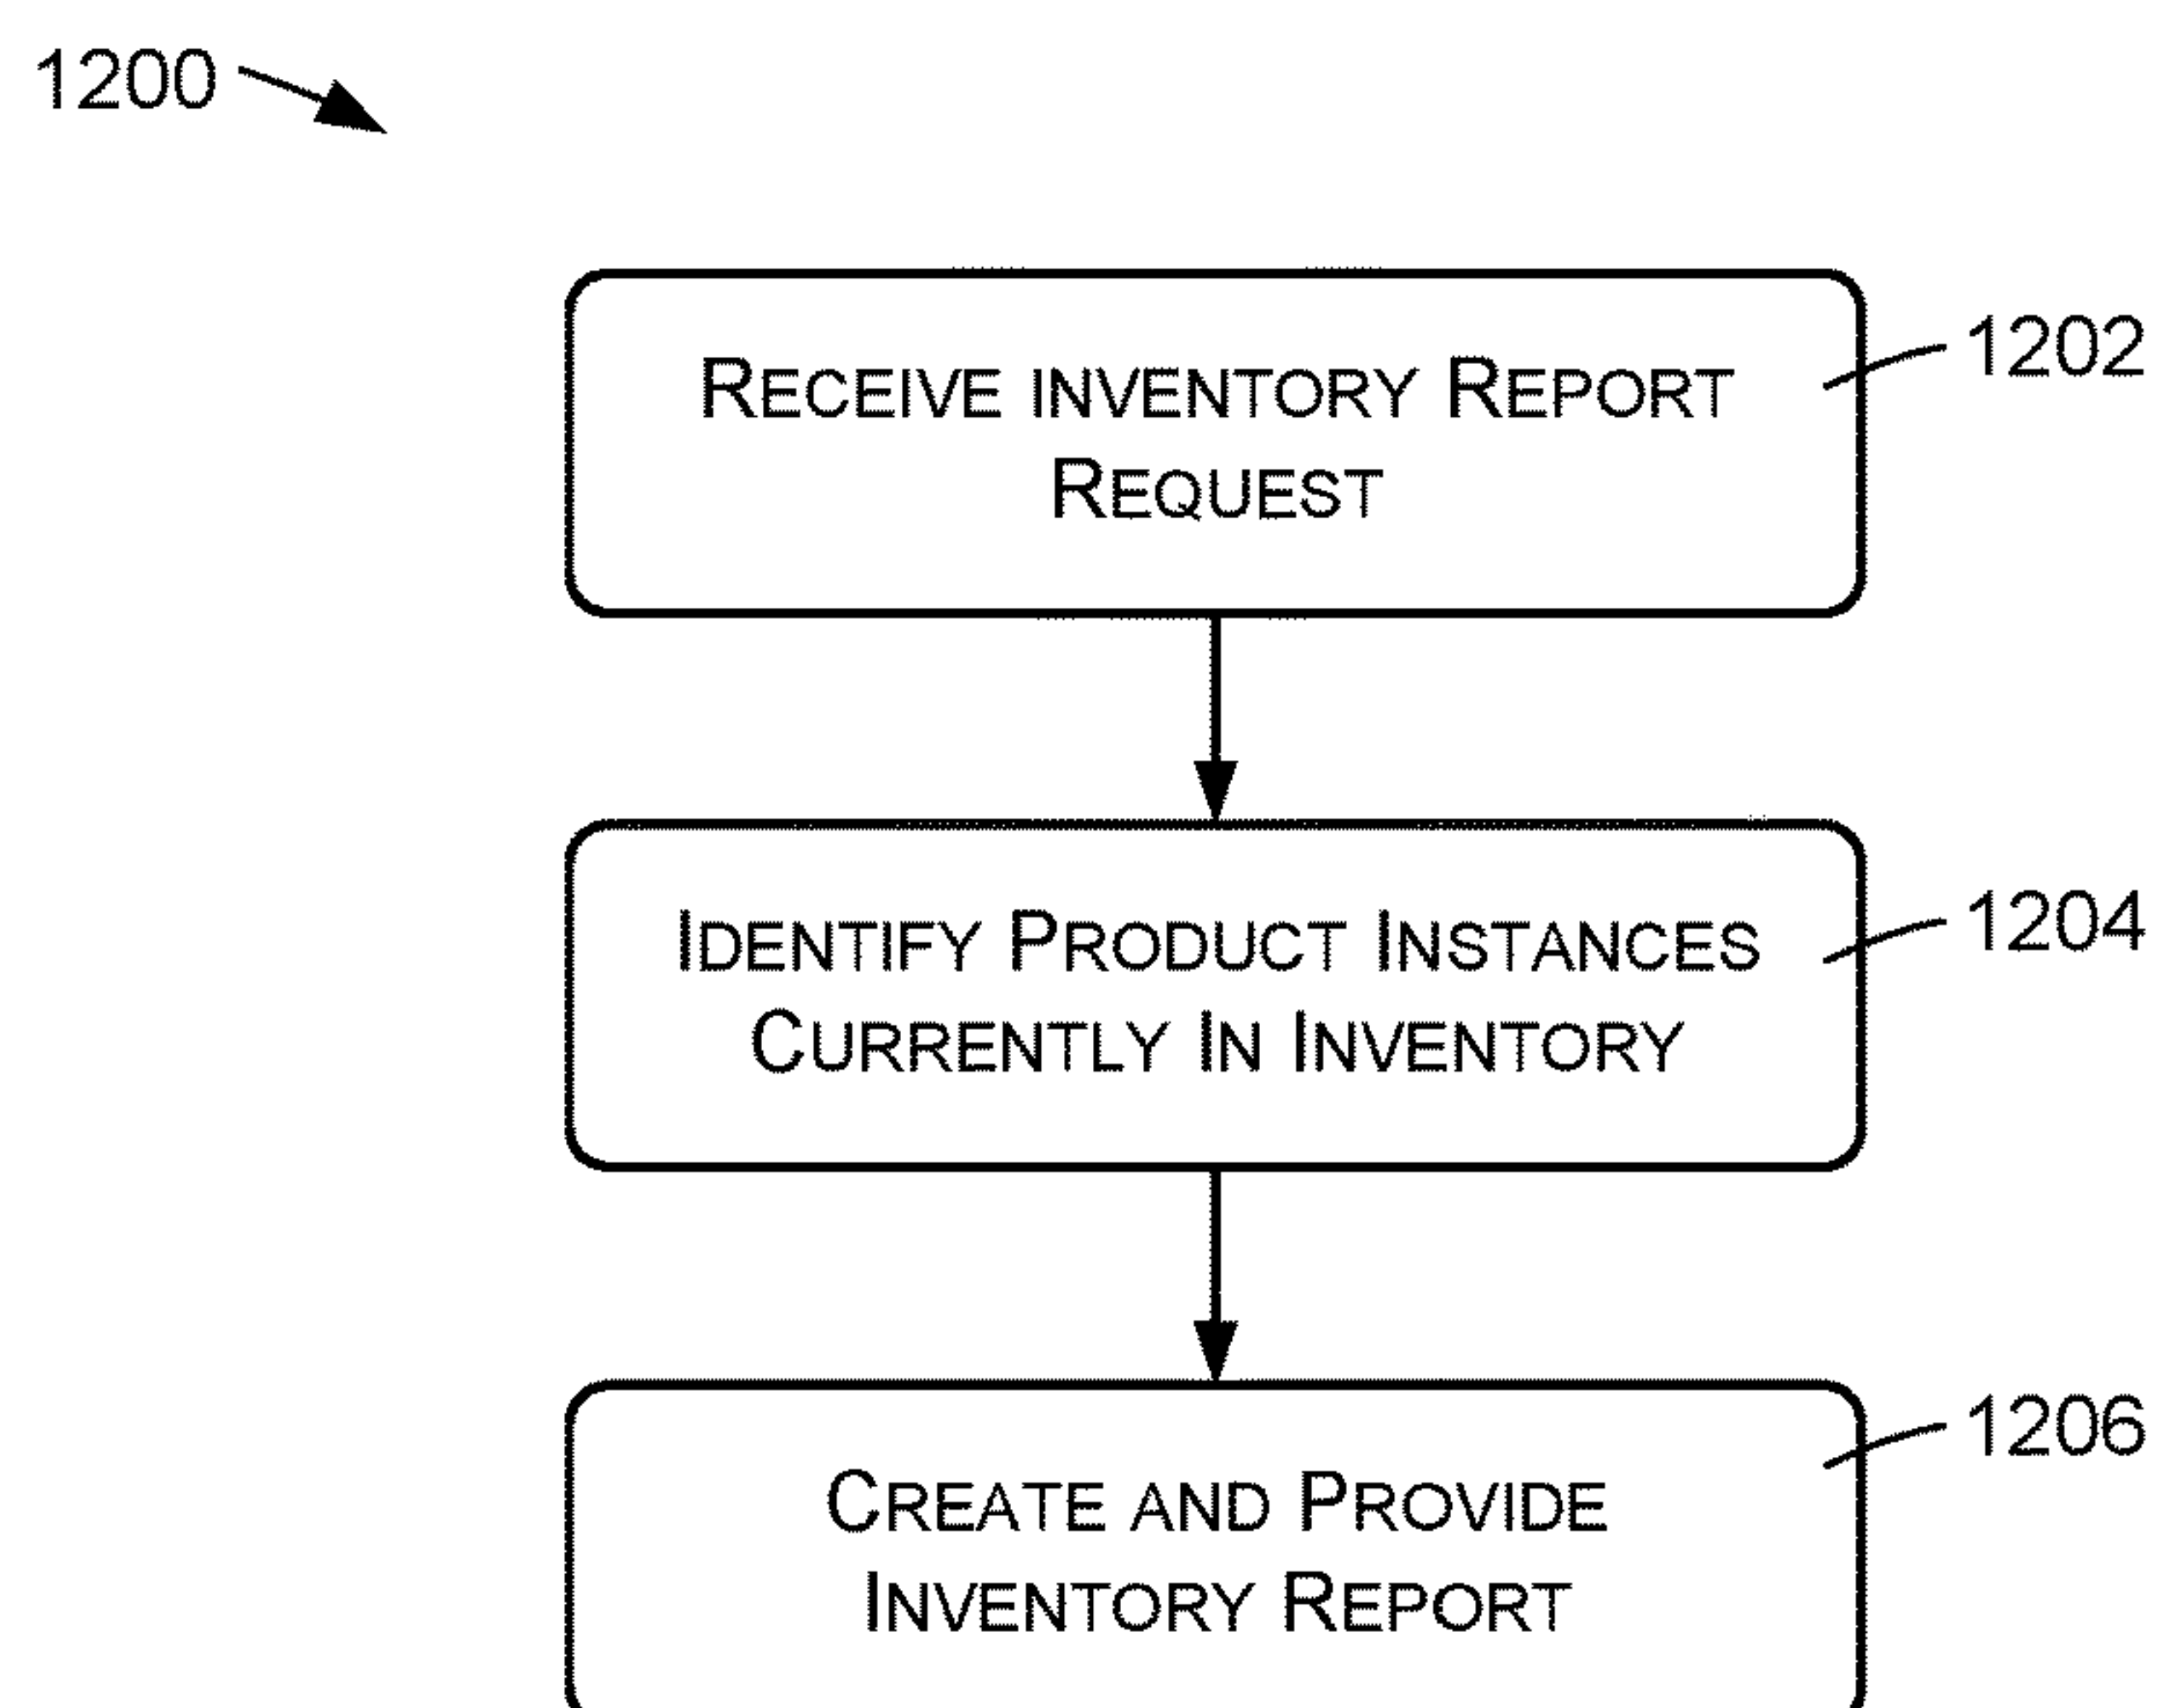 1200
RECEIVE INVENTORY REPORT
REQUEST
1202
IDENTIFY PRODUCT INSTANCES
CURRENTLY IN INVENTORY
1204
CREATE AND PROVIDE
INVENTORY REPORT
1206